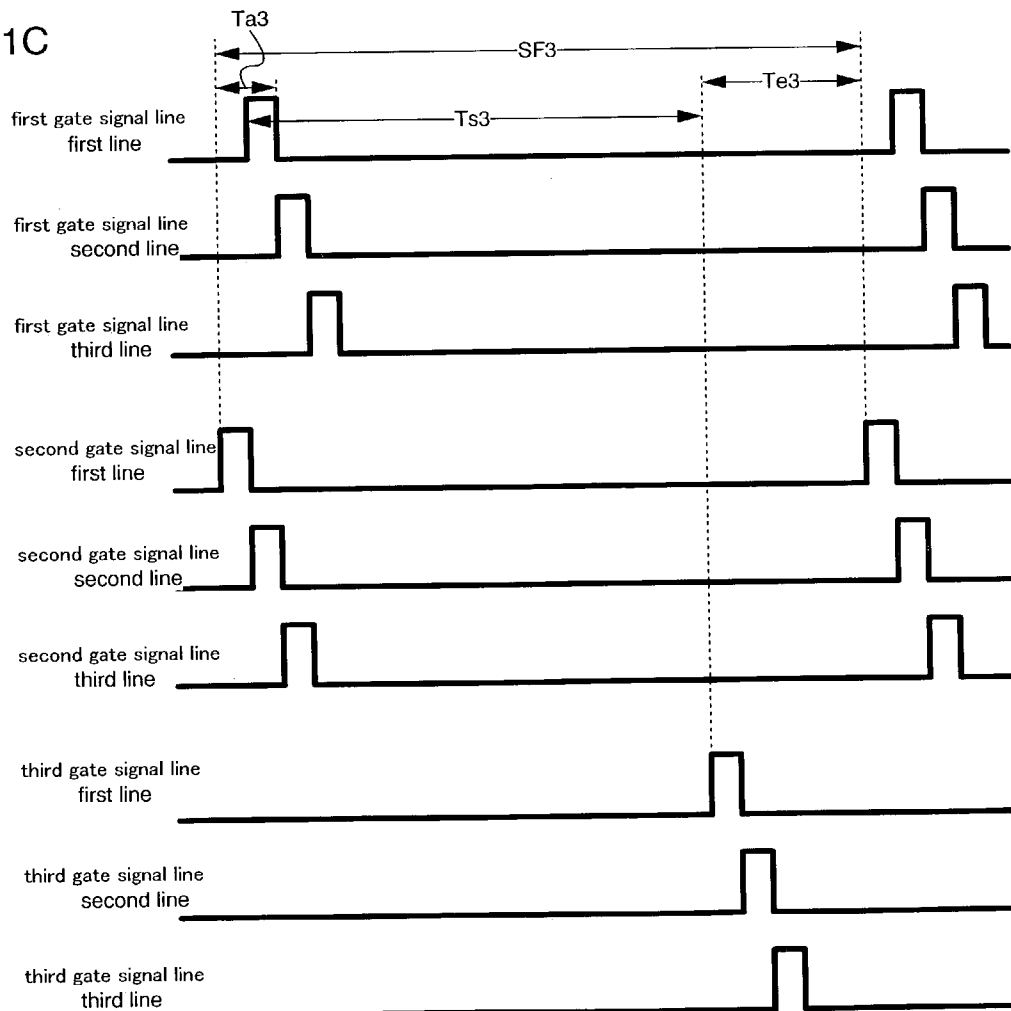 1C
Ta3
SF3
Te3
Ts3
first gate signal line
first line
first gate signal line
second line
first gate signal line
third line
second gate signal line
first line
second gate signal line
second line
second gate signal line
third line
third gate signal line
first line
third gate signal line
second line
third gate signal line
third line